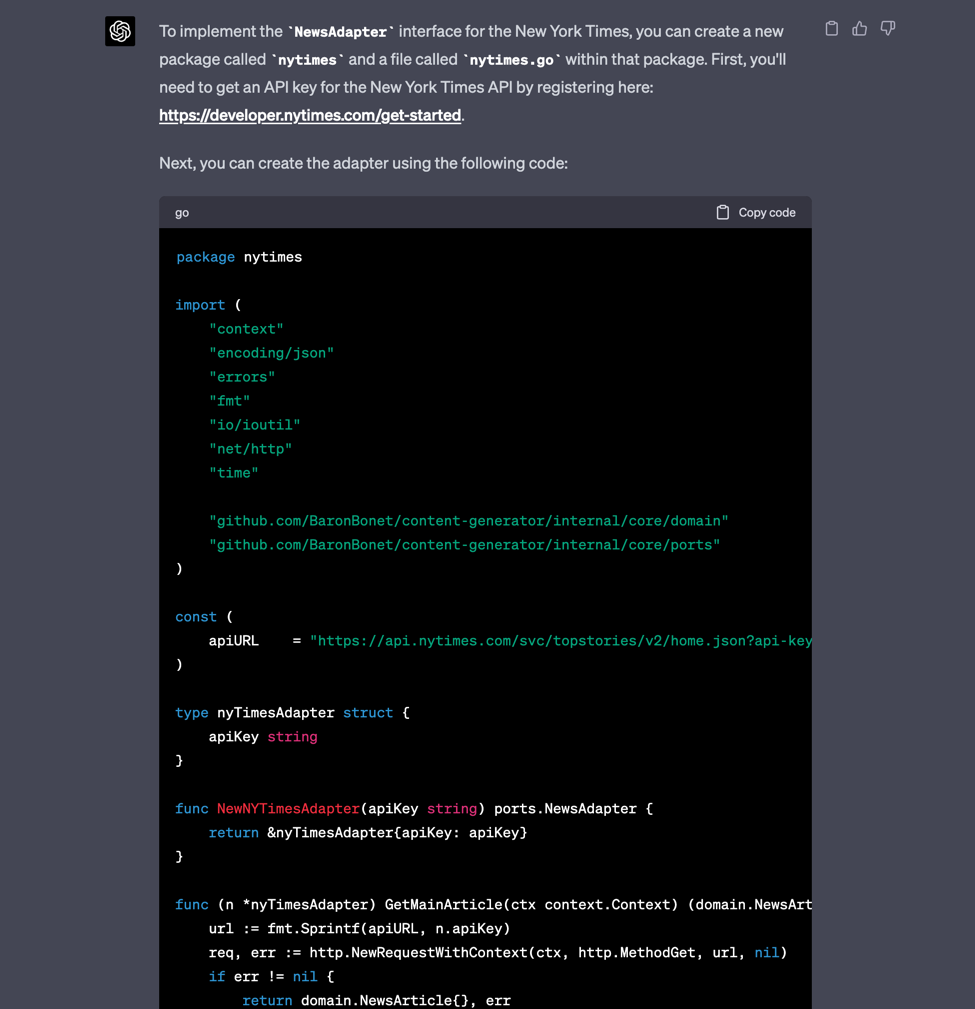 To implement the `NewsAdapter` interface for the New York Times, you can create a new
package called `nytimes` and a file called `nytimes.go` within that package. First, you'll
need to get an API key for the New York Times API by registering here:
https://developer.nytimes.com/get-started.
Next, you can create the adapter using the following code:
go Copy code
package nytimes
import (
"context"
"encoding/json"
"errors"
"fmt"
"io/ioutil"
"net/http"
"time"
"github.com/BaronBonet/content-generator/internal/core/domain"
"github.com/BaronBonet/content-generator/internal/core/ports"
)
const (
apiURL = "https://api.nytimes.com/svc/topstories/v2/home.json?api-key
)
type nyTimesAdapter struct {
apiKey string
}
func NewNYTimesAdapter(apiKey string) ports.NewsAdapter {
return &nyTimesAdapter{apiKey: apiKey}
}
func (n *nyTimesAdapter) GetMainArticle(ctx context.Context) (domain.NewsArt
url := fmt.Sprintf(apiURL, n.apiKey)
req, err := http.NewRequestWithContext(ctx, http.MethodGet, url, nil)
if err != nil {
return domain.NewsArticle{}, err